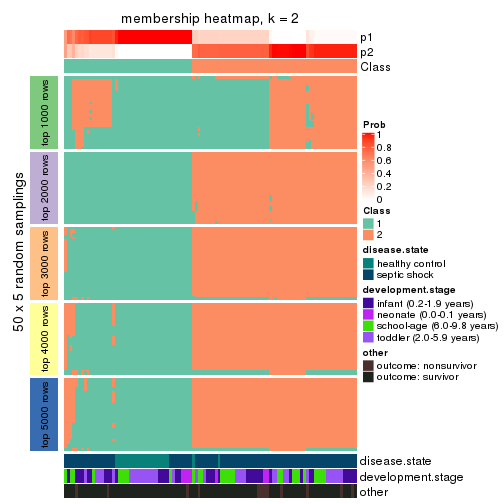 membership heatmap, k = 2
p1
p2
Class
50 x 5 random samplings
top 1000 rows
top 2000 rows
top 3000 rows
top 4000 rows
top 5000 rows
Prob
1
0.8
0.6
0.4
0.2
0
Class
1
2
disease.state
healthy control
septic shock
development.stage
infant (0.2-1.9 years)
neonate (0.0-0.1 years)
school-age (6.0-9.8 years)
toddler (2.0-5.9 years)
other
outcome: nonsurvivor
outcome: survivor
disease.state
development.stage
other